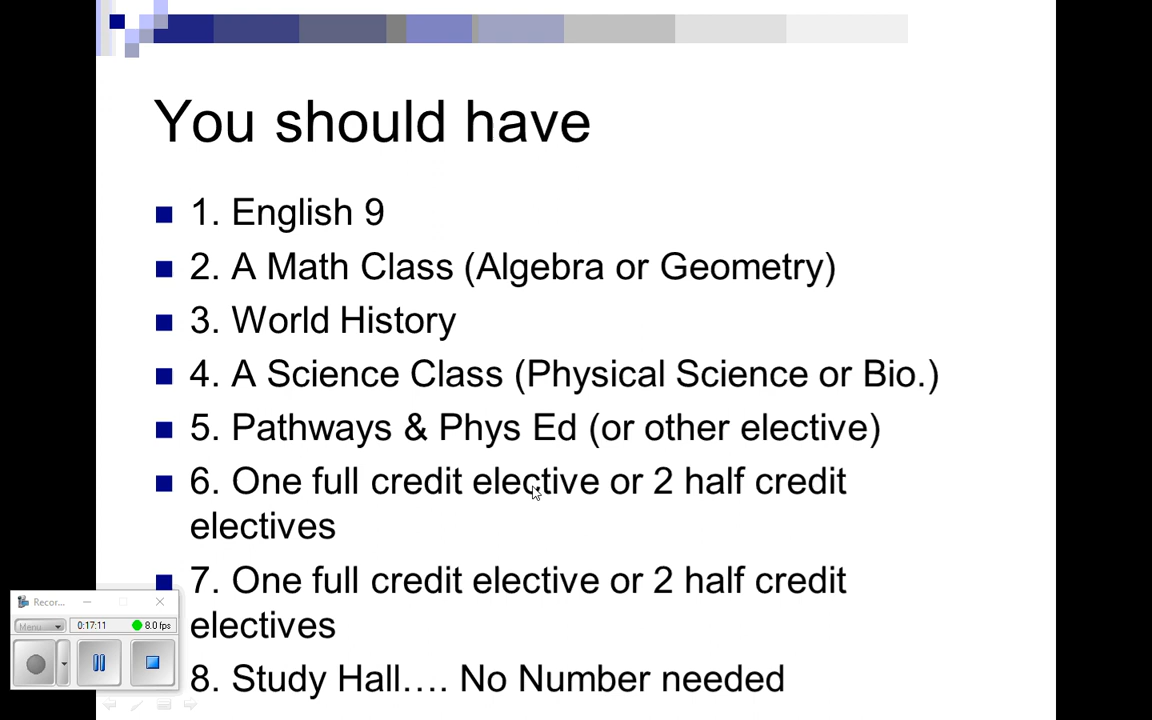 You should have
1. English 9
2. A Math Class (Algebra or Geometry)
3. World History
4. A Science Class (Physical Science or Bio.)
5. Pathways & Phys Ed (or other elective)
6. One full credit elective or 2 half credit
electives
7. One full credit elective or 2 half credit
electives
8. Study Hall…. No Number needed
Recor...
Menu
0:17:11
8.0 fps